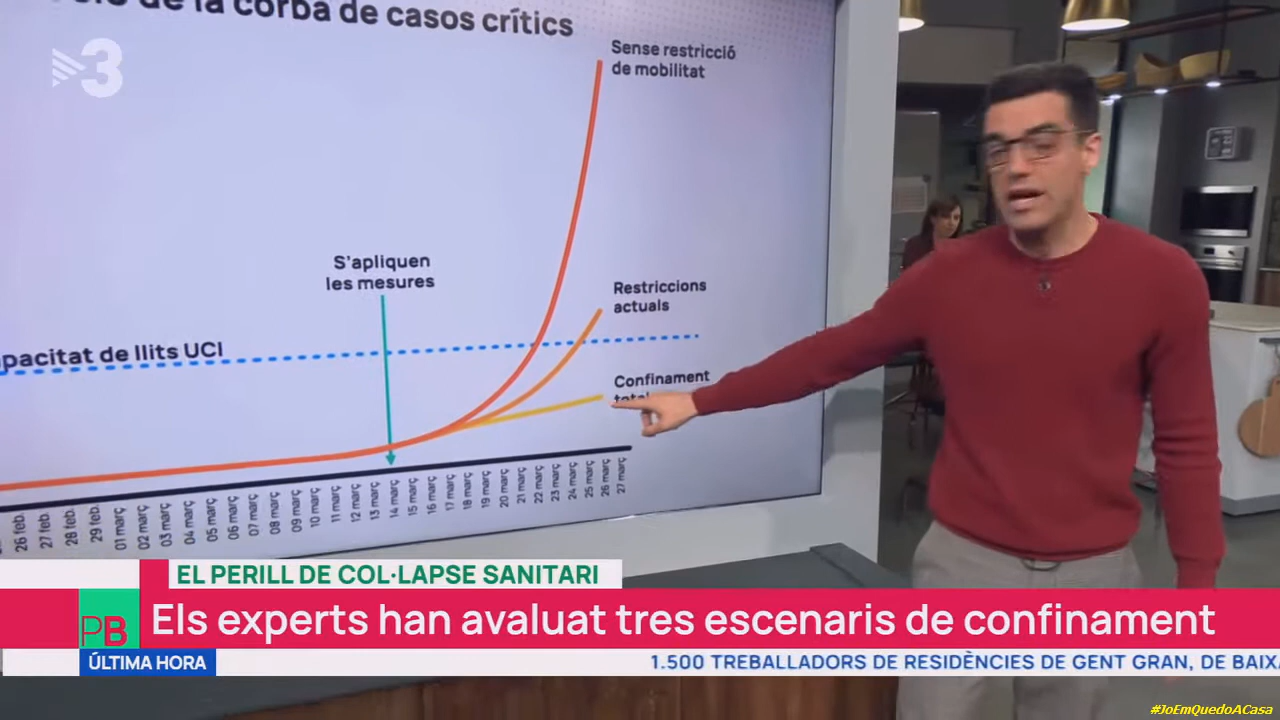 de la corba de casos crítics
3
Sense restricció
de mobilitat
S'apliquen
les mesures
Restriccions
actuals
de llits UCI
Confinament
total
26 feb.
27 feb.
28 feb.
29 feb.
01 març
02 març
03 març
04 març
05 març
06 març
07 març
08 març
09 març
10 març
11 març
12 març
13 març
14 març
15 març
16 març
17 març
18 març
19 març
20 març
21 març
22 març
23 març
24 març
25 març
26 març
27 març
EL PERILL DE COL·LAPSE SANITARI
PB
Els experts han avaluat tres escenaris de confinament
ÚLTIMA HORA
1.500 TREBALLADORS DE RESIDÈNCIES DE GENT GRAN, DE BAIXA
#JoEmQuedoACasa